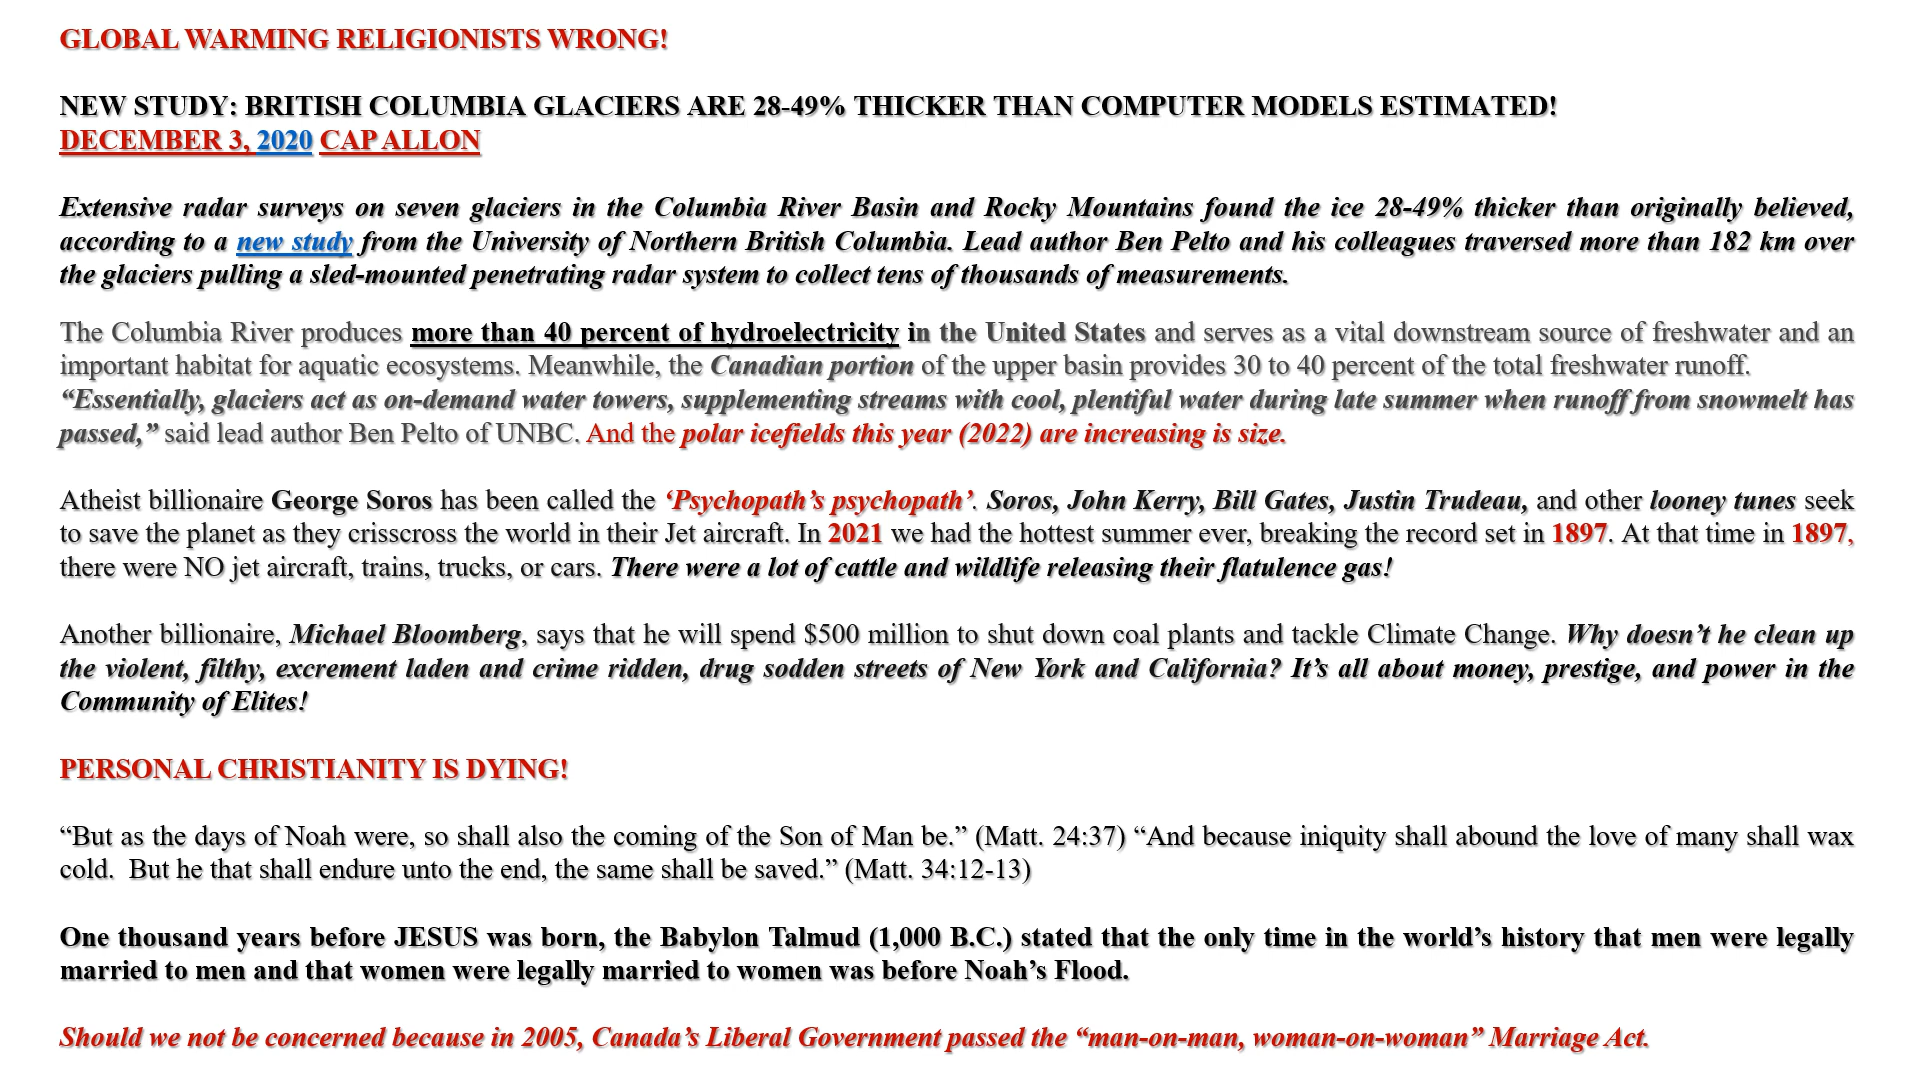 GLOBAL WARMING RELIGIONISTS WRONG!
NEW STUDY: BRITISH COLUMBIA GLACIERS ARE 28-49% THICKER THAN COMPUTER MODELS ESTIMATED!
DECEMBER 3, 2020 CAP ALLON
Extensive radar surveys on seven glaciers in the Columbia River Basin and Rocky Mountains found the ice 28-49% thicker than originally believed,
according to a new study from the University of Northern British Columbia. Lead author Ben Pelto and his colleagues traversed more than 182 km over
the glaciers pulling a sled-mounted penetrating radar system to collect tens of thousands of measurements.
The Columbia River produces more than 40 percent of hydroelectricity in the United States and serves as a vital downstream source of freshwater and an
important habitat for aquatic ecosystems. Meanwhile, the Canadian portion of the upper basin provides 30 to 40 percent of the total freshwater runoff.
“Essentially, glaciers act as on-demand water towers, supplementing streams with cool, plentiful water during late summer when runoff from snowmelt has
passed,” said lead author Ben Pelto of UNBC. And the polar icefields this year (2022) are increasing is size.
Atheist billionaire George Soros has been called the ‘Psychopath’s psychopath’. Soros, John Kerry, Bill Gates, Justin Trudeau, and other looney tunes seek
to save the planet as they crisscross the world in their Jet aircraft. In 2021 we had the hottest summer ever, breaking the record set in 1897. At that time in 1897,
there were NO jet aircraft, trains, trucks, or cars. There were a lot of cattle and wildlife releasing their flatulence gas!
Another billionaire, Michael Bloomberg, says that he will spend $500 million to shut down coal plants and tackle Climate Change. Why doesn’t he clean up
the violent, filthy, excrement laden and crime ridden, drug sodden streets of New York and California? It’s all about money, prestige, and power in the
Community of Elites!
PERSONAL CHRISTIANITY IS DYING!
“But as the days of Noah were, so shall also the coming of the Son of Man be.” (Matt. 24:37) “And because iniquity shall abound the love of many shall wax
cold.  But he that shall endure unto the end, the same shall be saved.” (Matt. 34:12-13)
One thousand years before JESUS was born, the Babylon Talmud (1,000 B.C.) stated that the only time in the world’s history that men were legally
married to men and that women were legally married to women was before Noah’s Flood.
Should we not be concerned because in 2005, Canada’s Liberal Government passed the “man-on-man, woman-on-woman” Marriage Act.